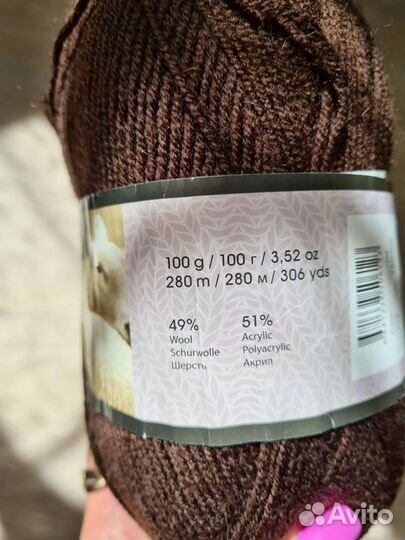 100 g / 100 г / 3,52 oz
280 m / 280 м / 306 yds
49%
Wool
Schurwolle
Шерсть
51%
Acrylic
Polyacrylic
Акрил
Avito